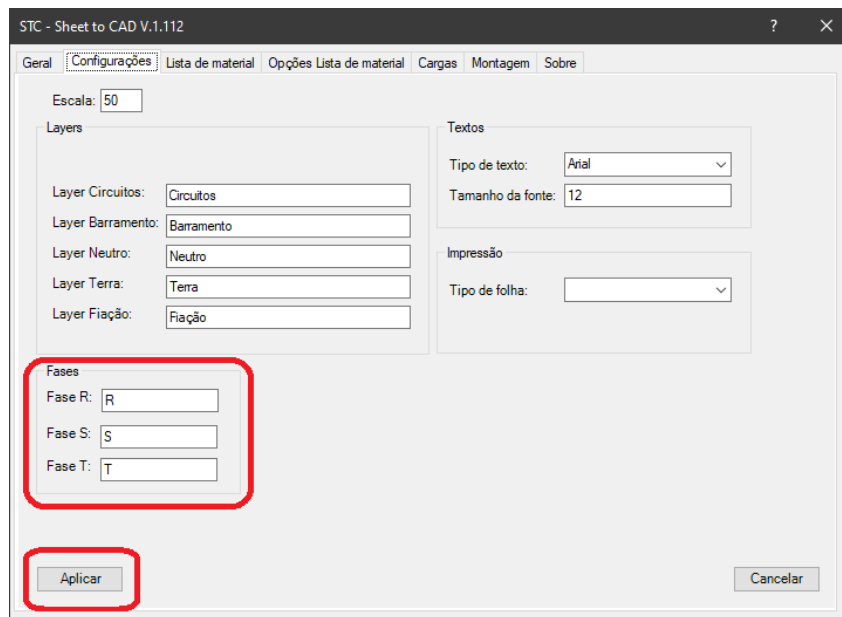 STC - Sheet to CAD V.1.112 ?
Geral Configurações Lista de material Opções Lista de material Cargas Montagem Sobre
Escala: 50
Layers
Layer Circuitos: Circuitos
Layer Barramento: Barramento
Layer Neutro: Neutro
Layer Terra: Terra
Layer Fiação: Fiação
Textos
Tipo de texto: Arial
Tamanho da fonte: 12
Impressão
Tipo de folha:
Fases
Fase R: R
Fase S: S
Fase T: T
Aplicar
Cancelar